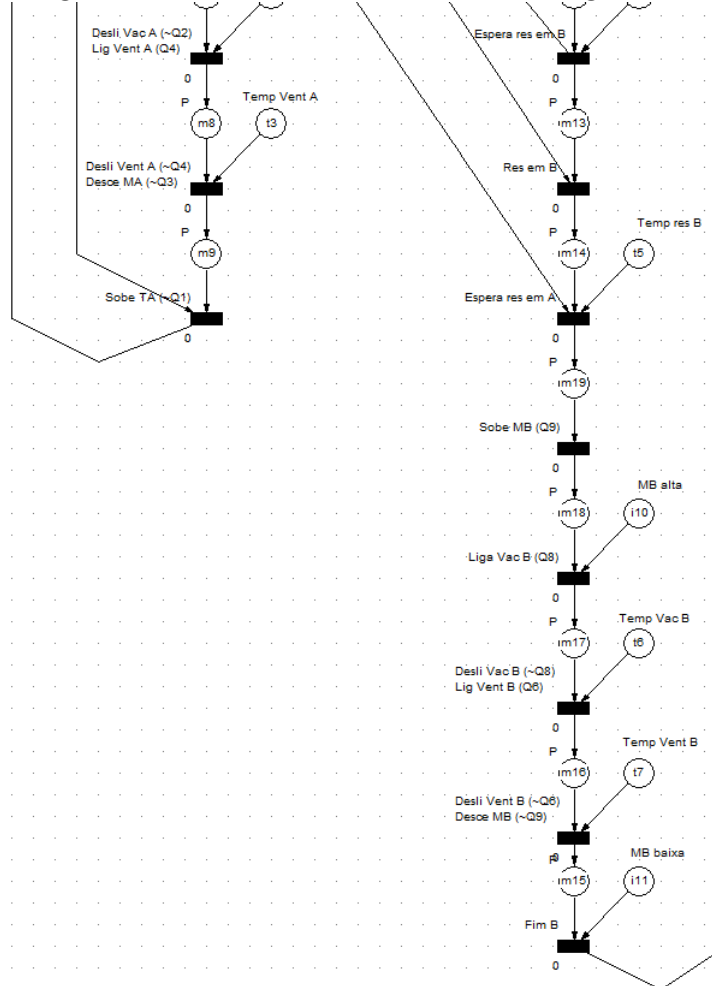 Desli Vac A (~Q2)
Lig Vent A (Q4)
0
P
m8
Temp Vent A
t3
Desli Vent A (~Q4)
Desce MA (~Q3)
0
P
m9
Sobe TA (~Q1)
0
Espera res em B
0
P
m13
Res em B
0
P
m14
Temp res B
t5
Espera res em A
0
P
m19
Sobe MB (Q9)
0
P
m18
MB alta
i10
Liga Vac B (Q8)
0
P
m17
Temp Vac B
t6
Desli Vac B (~Q8)
Lig Vent B (Q6)
0
P
m16
Temp Vent B
t7
Desli Vent B (~Q6)
Desce MB (~Q9)
0
P
m15
MB baixa
i11
Fim B
0